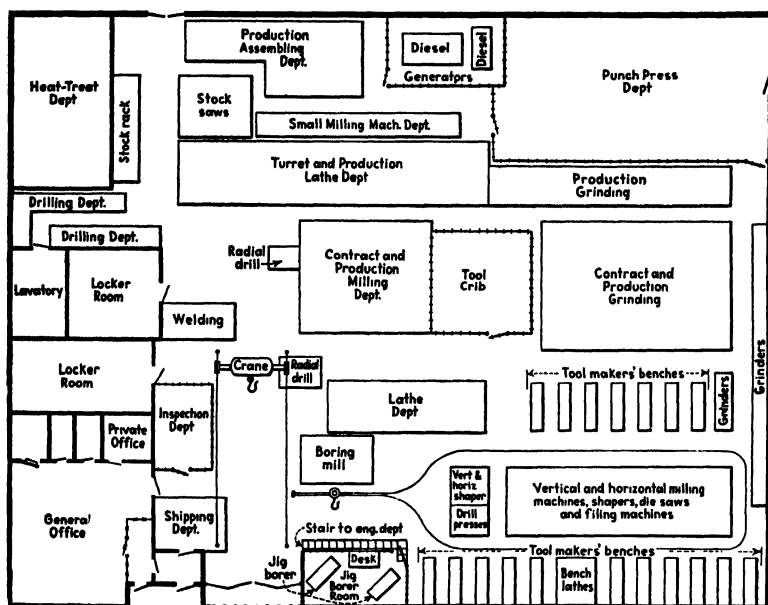 Heat-Treat
Dept
Stock rack
Production
Assembling
Dept.
Diesel
Diesel
Generators
Punch Press
Dept
Stock
saws
Small Milling Mach. Dept.
Turret and Production
Lathe Dept
Production
Grinding
Drilling Dept.
Drilling Dept.
Radial
drill
Contract and
Production
Milling
Dept.
Tool
Crib
Contract and
Production
Grinding
Lavatory
Locker
Room
Welding
Grinders
Locker
Room
Crane
Radial
drill
Tool makers' benches
Grinders
Lathe
Dept
Private
Office
Inspection
Dept
Boring
mill
Vert &
horiz
shaper
Drill
presses
Vertical and horizontal milling
machines, shapers, die saws
and filing machines
General
Office
Shipping
Dept.
Stair to eng. dept
Desk
Tool makers' benches
Jig
borer
Jig
Borer
Room
Bench
lathes